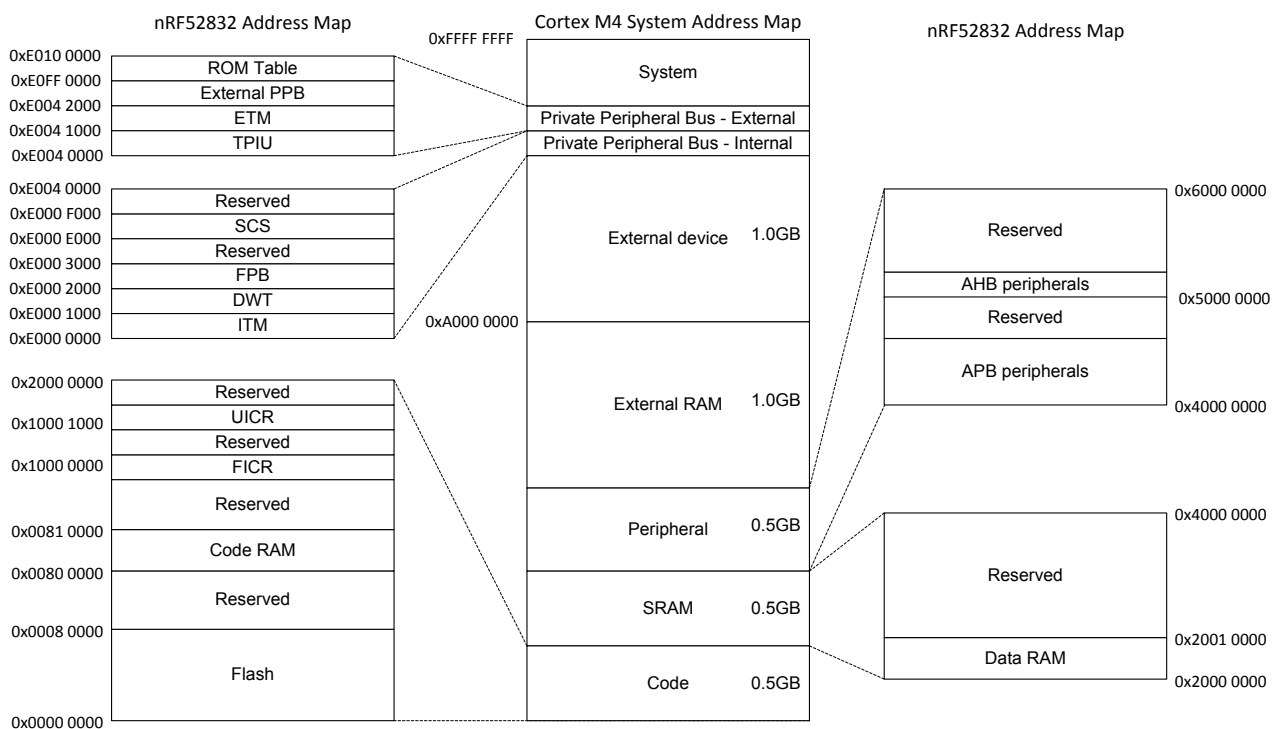 nRF52832 Address Map
0xE010 0000
ROM Table
0xE0FF 0000
External PPB
0xE004 2000
ETM
0xE004 1000
TPIU
0xE004 0000
0xE004 0000
Reserved
0xE000 F000
SCS
0xE000 E000
Reserved
0xE000 3000
FPB
0xE000 2000
DWT
0xE000 1000
ITM
0xE000 0000
0x2000 0000
Reserved
UICR
0x1000 1000
Reserved
0x1000 0000
FICR
Reserved
0x0081 0000
Code RAM
0x0080 0000
Reserved
0x0008 0000
Flash
0x0000 0000
Cortex M4 System Address Map
0xFFFF FFFF
System
Private Peripheral Bus - External
Private Peripheral Bus - Internal
External device 1.0GB
0xA000 0000
External RAM 1.0GB
Peripheral 0.5GB
SRAM 0.5GB
Code 0.5GB
nRF52832 Address Map
0x6000 0000
Reserved
AHB peripherals
0x5000 0000
Reserved
APB peripherals
0x4000 0000
0x4000 0000
Reserved
0x2001 0000
Data RAM
0x2000 0000